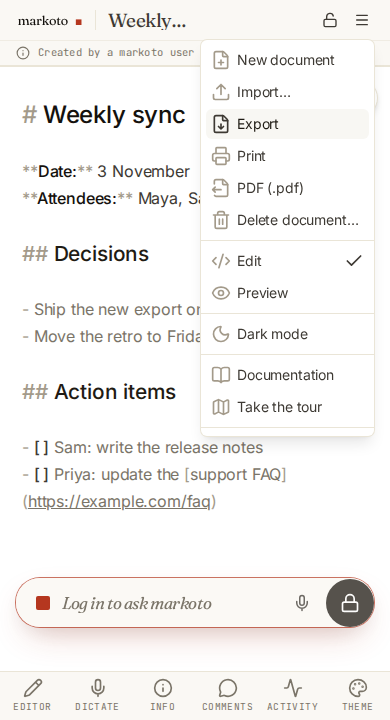 markoto
Weekly...
Created by a markoto user
New document
Import...
Export
Print
PDF (.pdf)
Delete document...
Edit
Preview
Dark mode
Documentation
Take the tour
# Weekly sync
**Date:** 3 November
**Attendees:** Maya,
## Decisions
- Ship the new export
- Move the retro to
## Action items
- [ ] Sam: write the release notes
- [ ] Priya: update the [support FAQ]
(https://example.com/faq)
Log in to ask markoto
EDITOR
DICTATE
INFO
COMMENTS
ACTIVITY
THEME